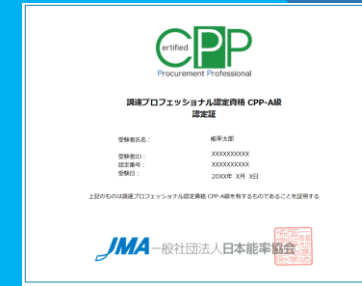 ertified CPP
Procurement Professional
調達プロフェッショナル認定資格 CPP-A級
認定証
受験者氏名： 能率太郎
受験者ID： XXXXXXXXXX
認定番号： XXXXXXXXXX
受験日： 20XX年 X月 X日
上記のものは調達プロフェッショナル認定資格 CPP-A級を有するものであることを証明する
JMA 一般社団法人日本能率協会